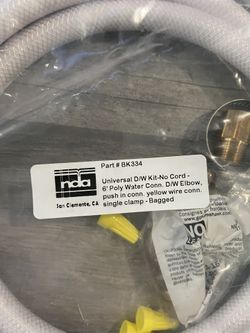 Part # BK334
nda
San Clemente, CA
Universal D/W Kit-No Cord -
6' Poly Water Conn. D/W Elbow,
push in conn. yellow wire conn.
single clamp - Bagged